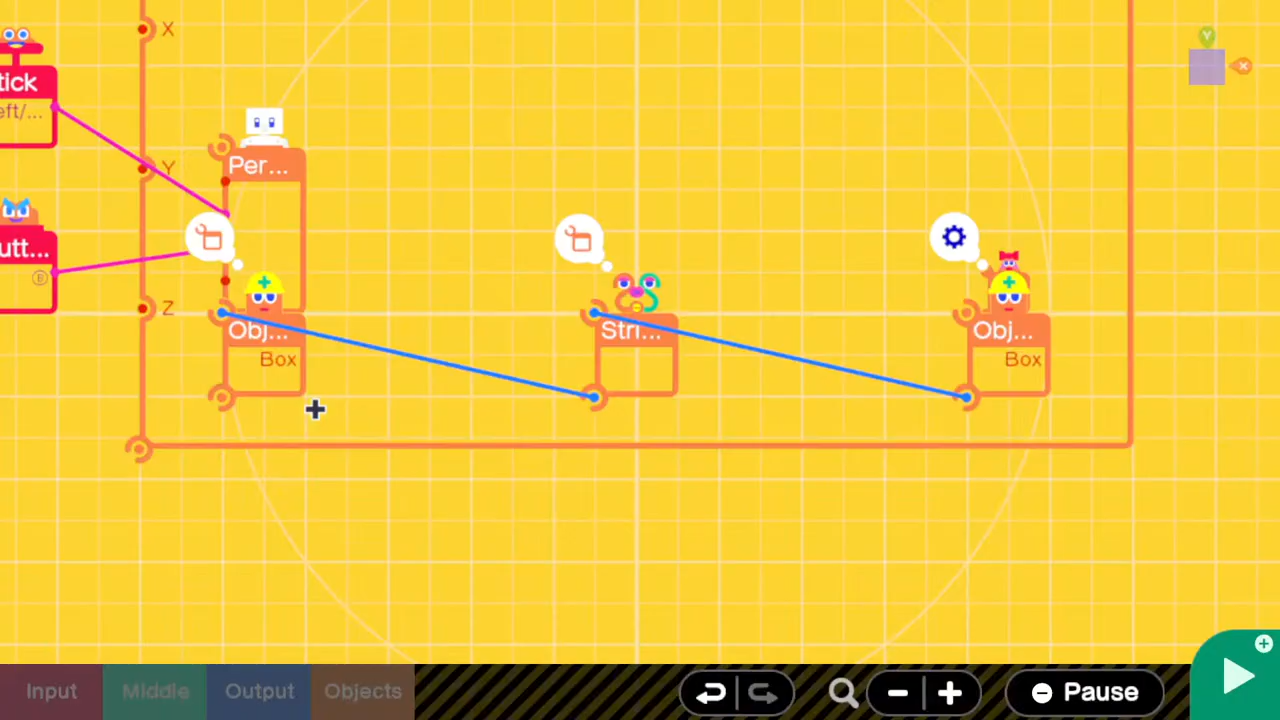 X
Y
tick
eft/...
Per...
utt...
B
Z
Obj...
Box
Stri...
Obj...
Box
Y
X
Input
Middle
Output
Objects
Pause